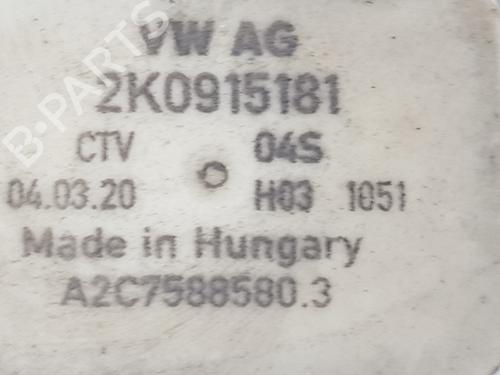 VW AG
2K0915181
CTV 04S
04.03.20 H03 1051
Made in Hungary
A2C7588580.3
B-PARTS